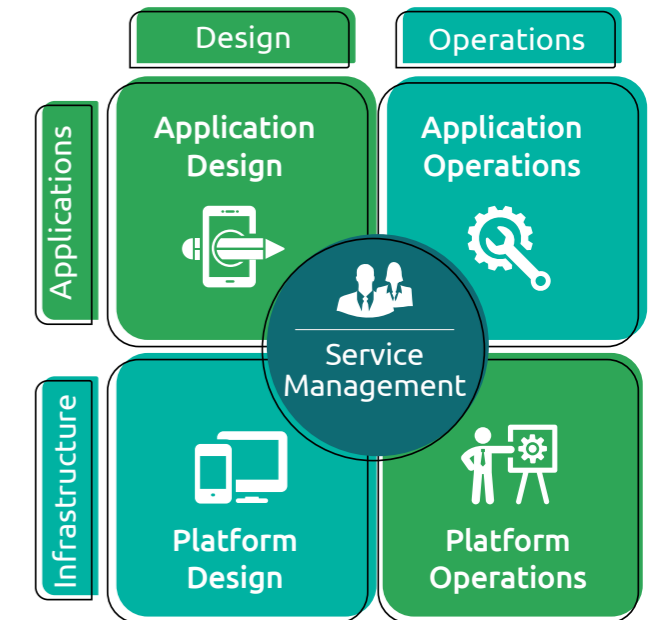 Design
Operations
Applications
Application
Design
Application
Operations
Service
Management
Infrastructure
Platform
Design
Platform
Operations